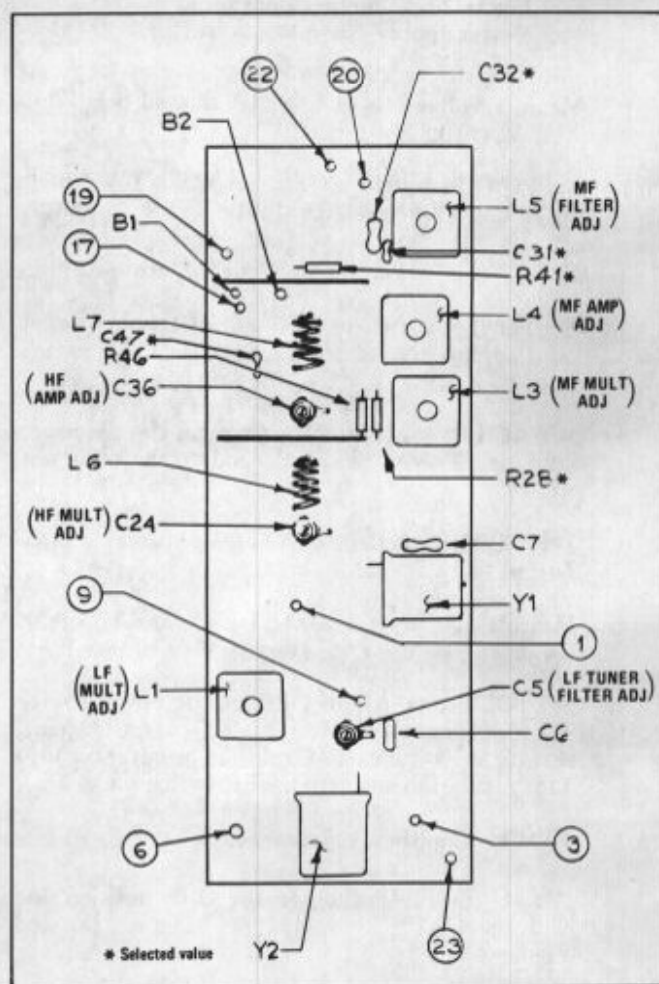 22
20
C32*
B2
19
B1
17
L5 (MF FILTER ADJ)
C31*
R41*
L7
C47*
R46
L4 (MF AMP ADJ)
(HF AMP ADJ) C36
L3 (MF MULT ADJ)
L6
R28*
(HF MULT ADJ) C24
C7
9
Y1
1
(LF MULT ADJ) L1
C5 (LF TUNER FILTER ADJ)
C6
6
3
* Selected value
Y2
23